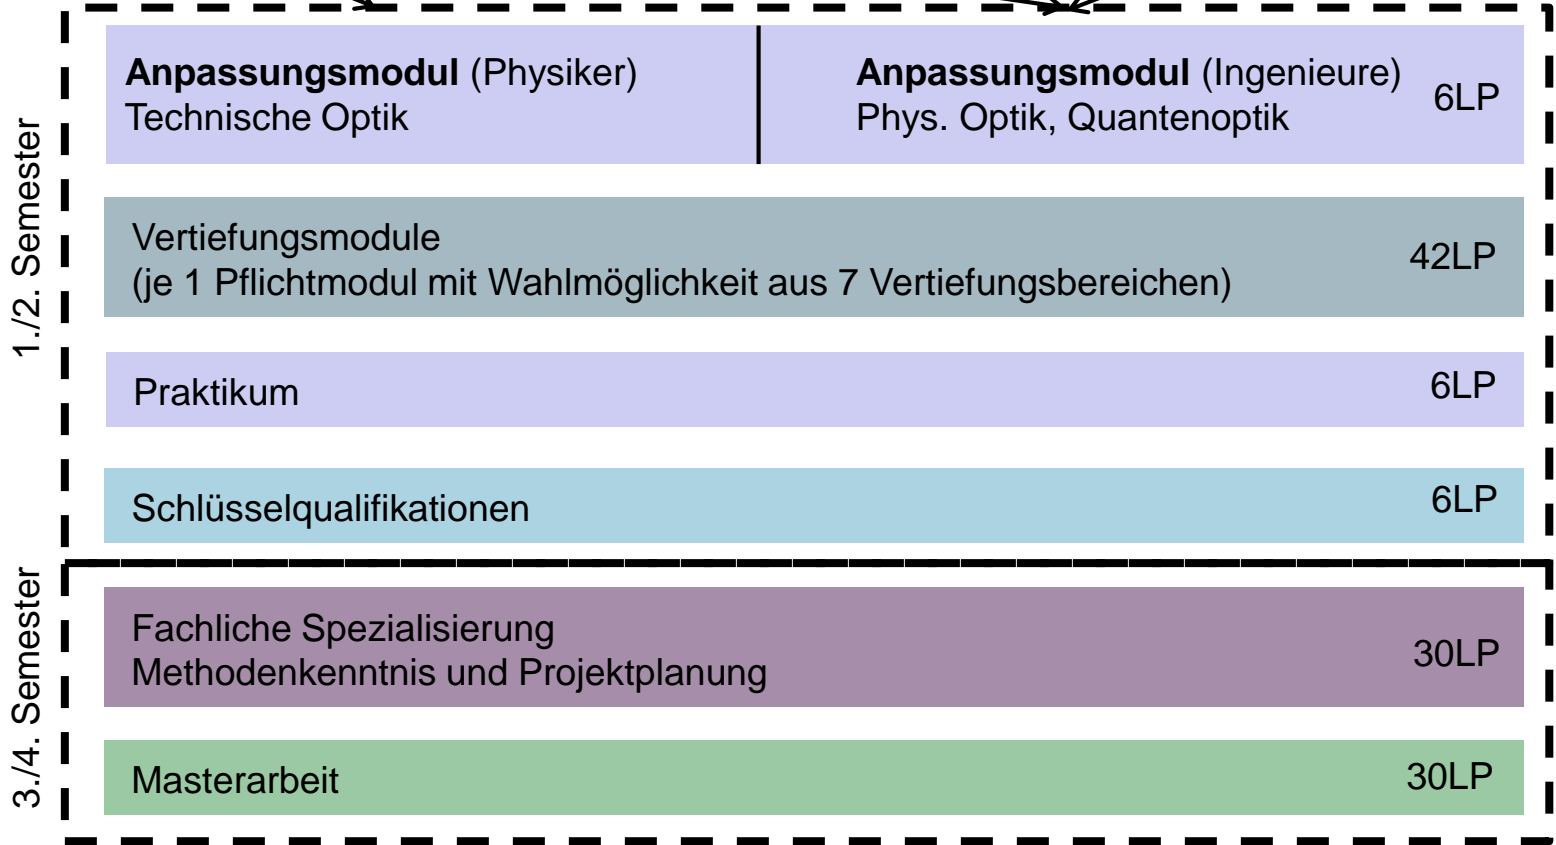 1./2. Semester
Anpassungsmodul (Physiker)
Technische Optik
Anpassungsmodul (Ingenieure)
Phys. Optik, Quantenoptik
6LP
Vertiefungsmodule
(je 1 Pflichtmodul mit Wahlmöglichkeit aus 7 Vertiefungsbereichen)
42LP
Praktikum
6LP
Schlüsselqualifikationen
6LP
3./4. Semester
Fachliche Spezialisierung
Methodenkenntnis und Projektplanung
30LP
Masterarbeit
30LP